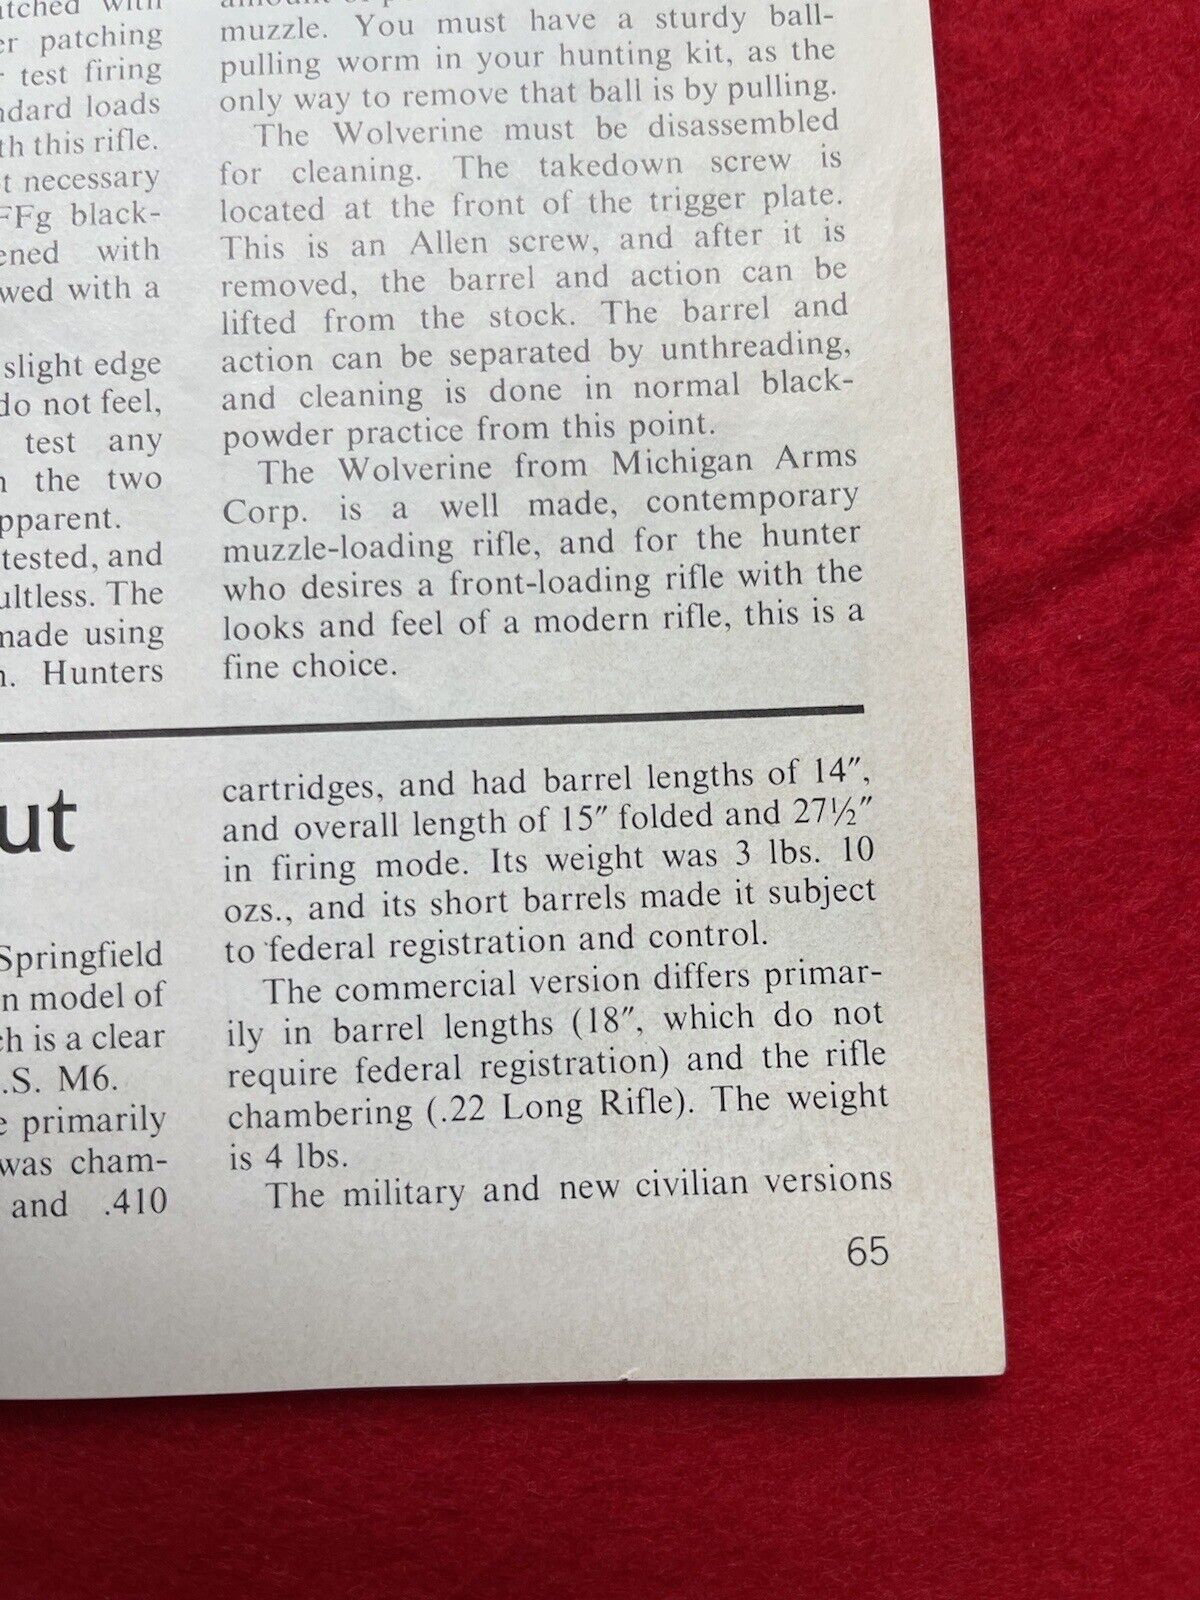 patching
test firing
loads
this rifle.
necessary
FFg black-
with
with a
slight edge
do not feel,
test any
the two
tested, and
The
made using
Hunters
muzzle. You must have a sturdy ball-
pulling worm in your hunting kit, as the
only way to remove that ball is by pulling.
The Wolverine must be disassembled
for cleaning. The takedown screw is
located at the front of the trigger plate.
This is an Allen screw, and after it is
removed, the barrel and action can be
lifted from the stock. The barrel and
action can be separated by unthreading,
and cleaning is done in normal black-
powder practice from this point.
The Wolverine from Michigan Arms
Corp. is a well made, contemporary
muzzle-loading rifle, and for the hunter
who desires a front-loading rifle with the
looks and feel of a modern rifle, this is a
fine choice.
ut
Springfield
n model of
is a clear
.S. M6.
primarily
was cham-
and .410
cartridges, and had barrel lengths of 14″,
and overall length of 15″ folded and 27½″
in firing mode. Its weight was 3 lbs. 10
ozs., and its short barrels made it subject
to federal registration and control.
The commercial version differs primar-
ily in barrel lengths (18″, which do not
require federal registration) and the rifle
chambering (.22 Long Rifle). The weight
is 4 lbs.
The military and new civilian versions
65